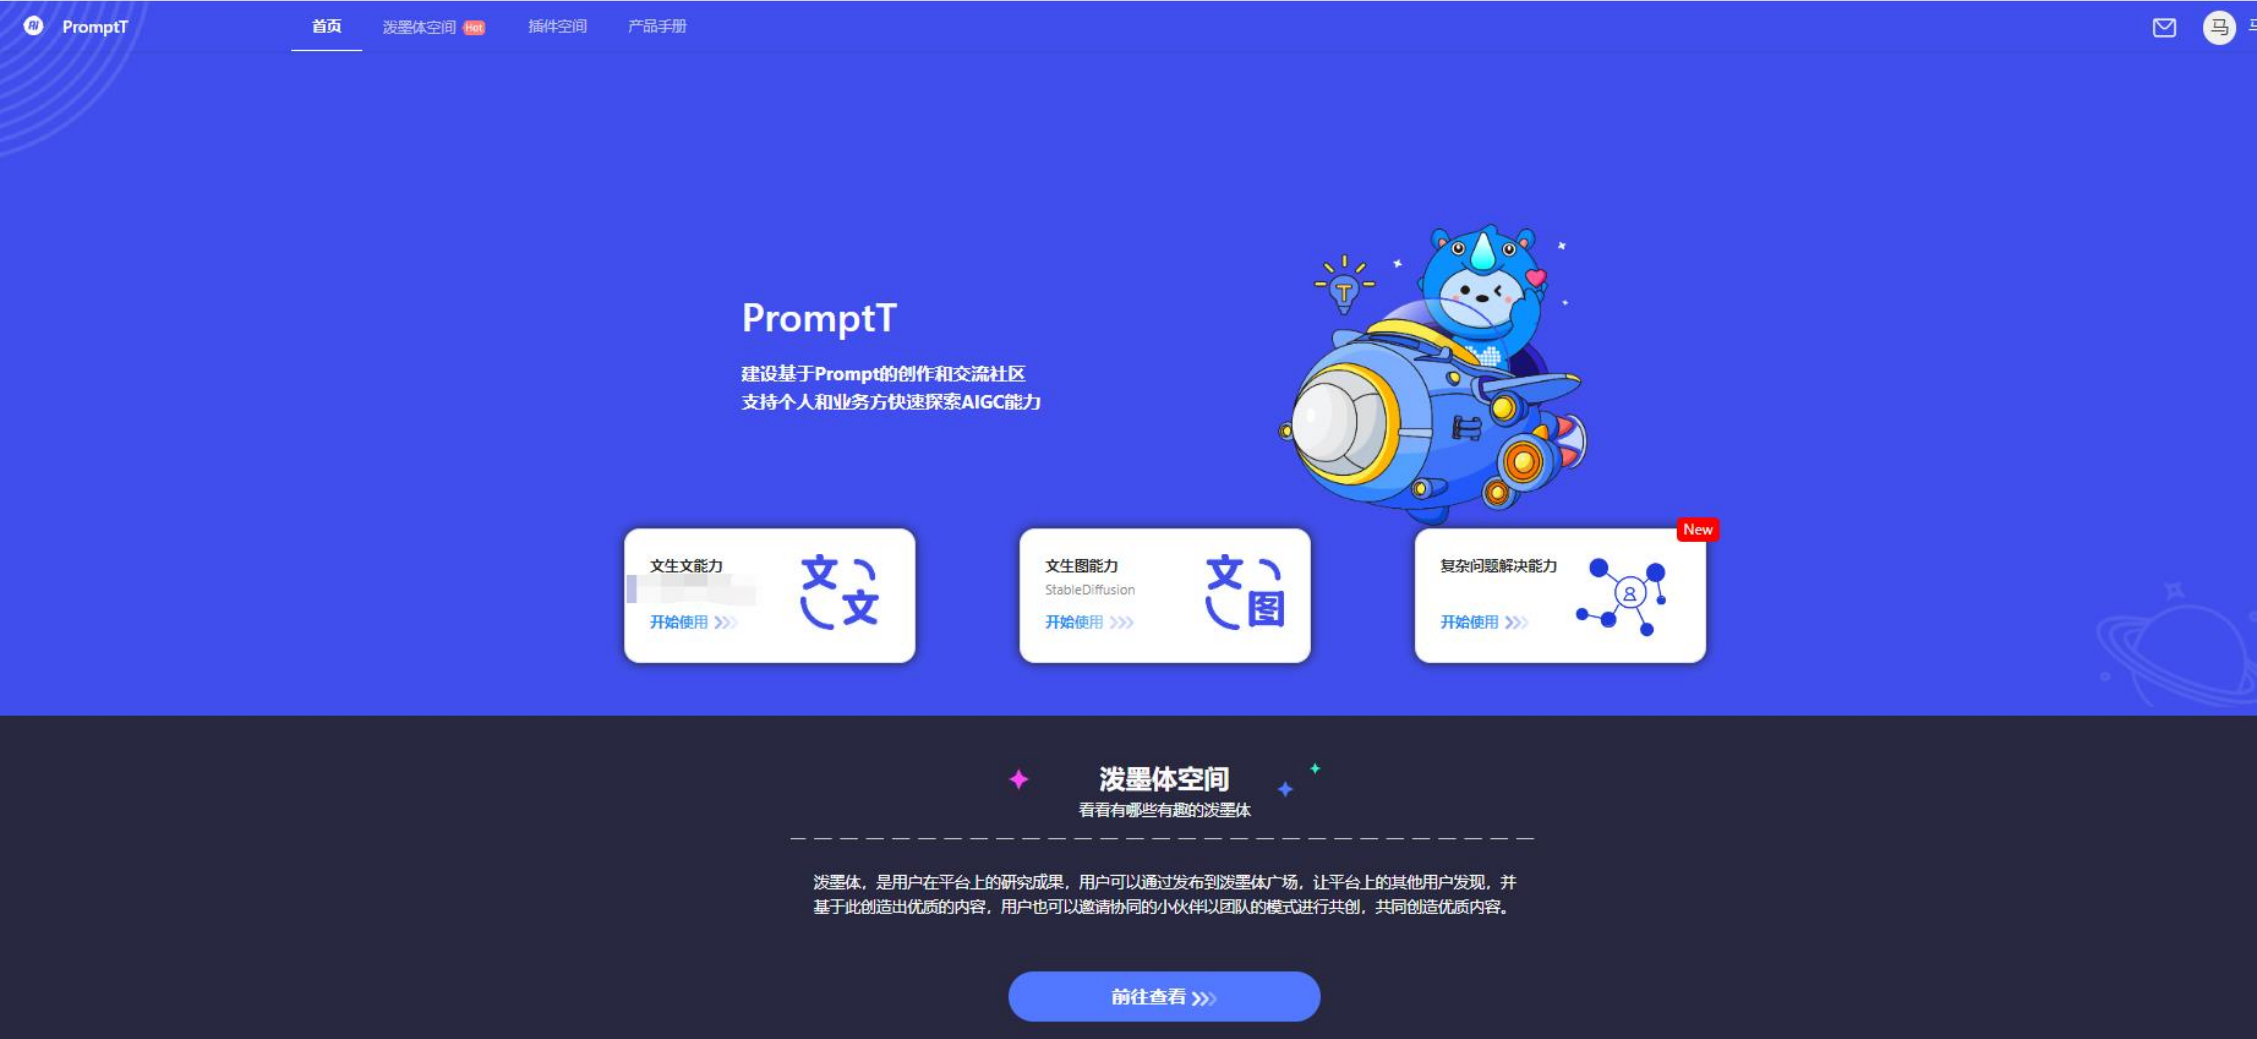 PromptT
首页
泼墨体空间 Hot
插件空间
产品手册
马
PromptT
建设基于Prompt的创作和交流社区
支持个人和业务方快速探索AIGC能力
T
文生文能力
开始使用
文
文
文生图能力
StableDiffusion
开始使用
文
图
New
复杂问题解决能力
开始使用
泼墨体空间
看看有哪些有趣的泼墨体
泼墨体，是用户在平台上的研究成果，用户可以通过发布到泼墨体广场，让平台上的其他用户发现，并
基于此创造出优质的内容，用户也可以邀请协同的小伙伴以团队的模式进行共创，共同创造优质内容。
前往查看